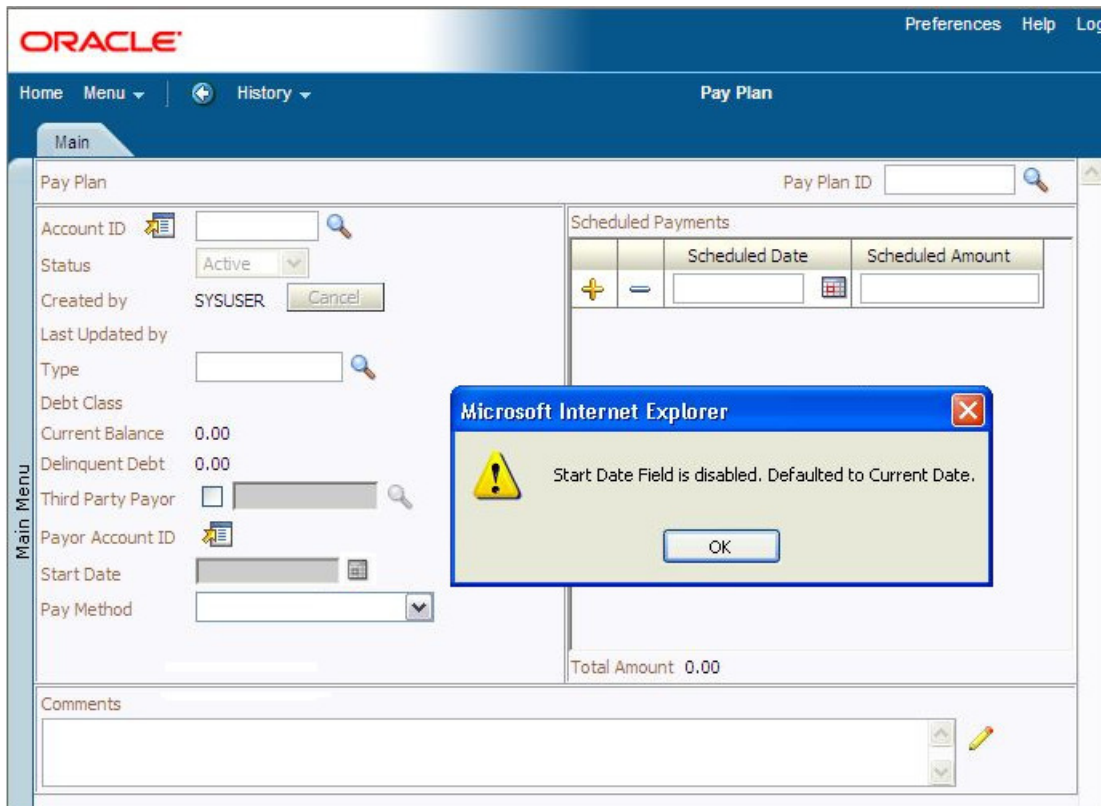 Preferences Help Log
ORACLE
Home Menu History Pay Plan
Main
Pay Plan Pay Plan ID
Account ID
Status Active
Created by SYSUSER Cancel
Last Updated by
Type
Debt Class
Current Balance 0.00
Delinquent Debt 0.00
Third Party Payor
Payor Account ID
Start Date
Pay Method
Scheduled Payments
Scheduled Date Scheduled Amount
Microsoft Internet Explorer
Start Date Field is disabled. Defaulted to Current Date.
OK
Total Amount 0.00
Comments
Main Menu